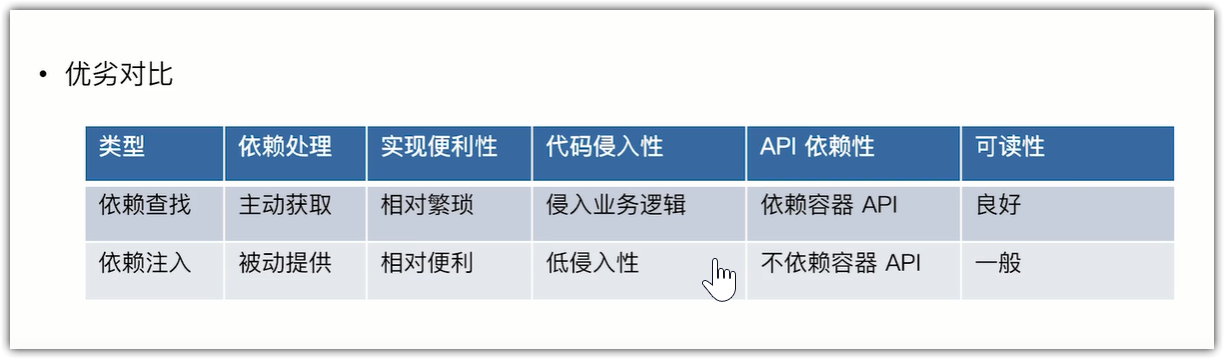 • 优劣对比
类型 依赖处理 实现便利性 代码侵入性 API 依赖性 可读性
依赖查找 主动获取 相对繁琐 侵入业务逻辑 依赖容器 API 良好
依赖注入 被动提供 相对便利 低侵入性 不依赖容器 API 一般